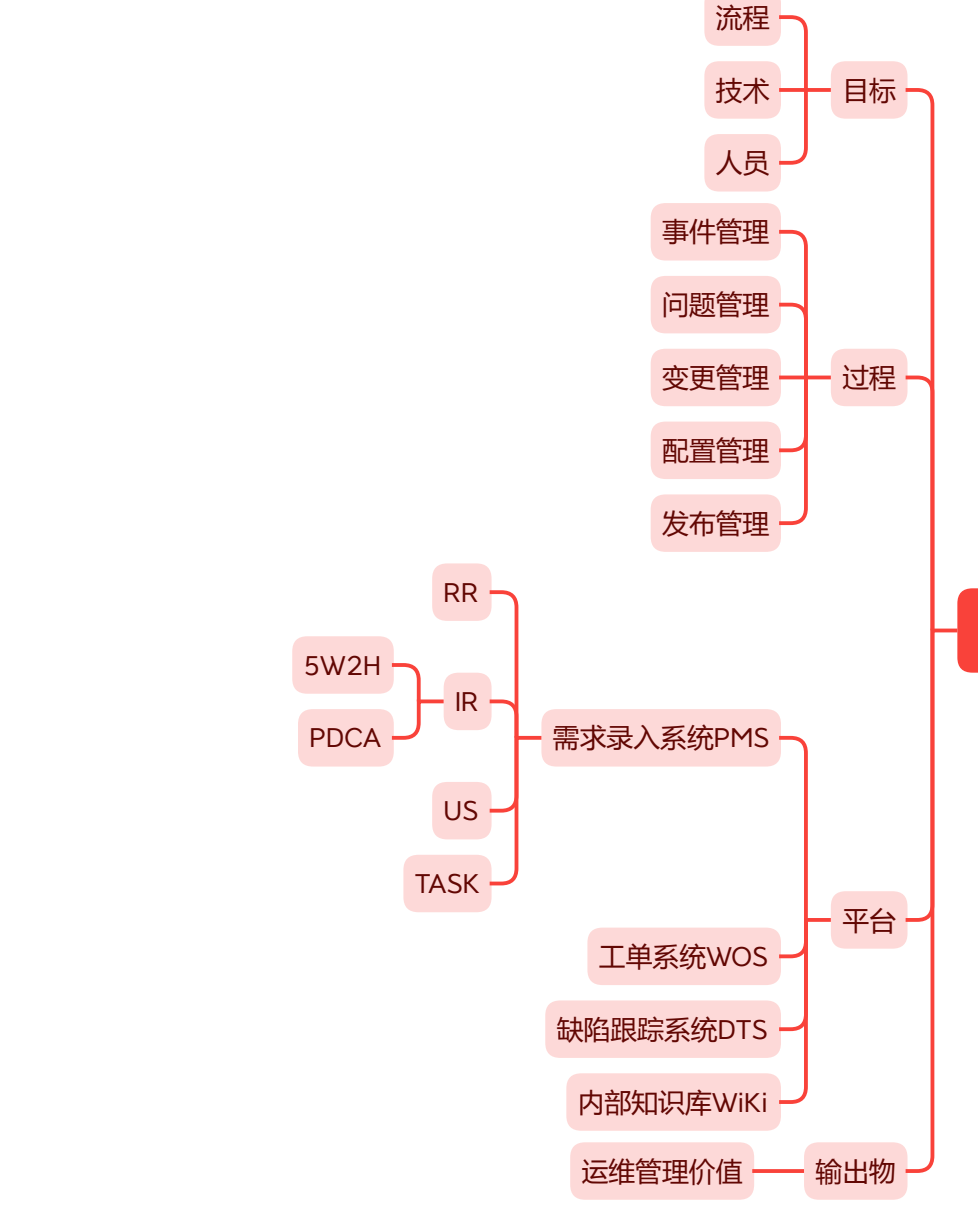 流程
技术
目标
人员
事件管理
问题管理
变更管理
过程
配置管理
发布管理
RR
5W2H
IR
PDCA
需求录入系统PMS
US
TASK
平台
工单系统WOS
缺陷跟踪系统DTS
内部知识库WiKi
运维管理价值
输出物